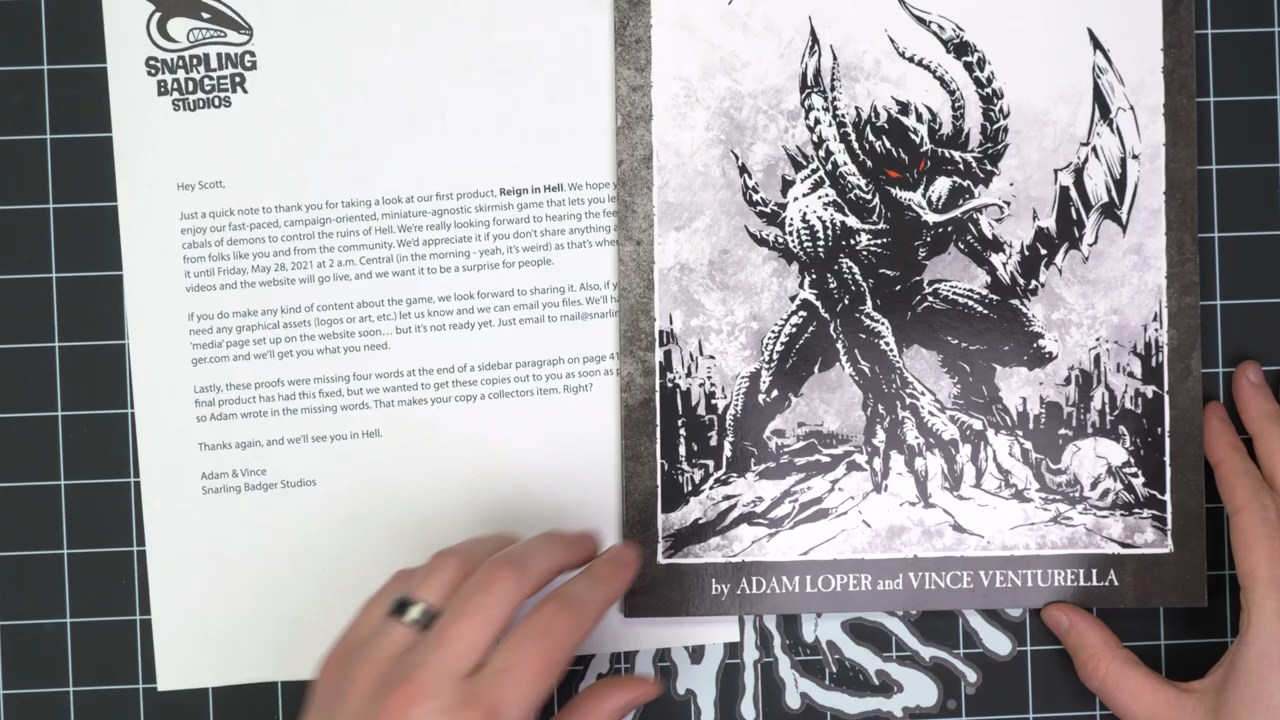 SNARLING
BADGER
STUDIOS
Hey Scott,
Just a quick note to thank you for taking a look at our first product, Reign in Hell. We hope
enjoy our fast-paced, campaign-oriented, miniature-agnostic skirmish game that lets you
cabals of demons to control the ruins of Hell. We're really looking forward to hearing the
from folks like you and from the community. We'd appreciate it if you don't share anything
it until Friday, May 28, 2021 at 2 a.m. Central (in the morning - yeah, it's weird) as that's
videos and the website will go live, and we want it to be a surprise for people.
If you do make any kind of content about the game, we look forward to sharing it. Also, if
need any graphical assets (logos or art, etc.) let us know and we can email you files. We'll
'media' page set up on the website soon... but it's not ready yet. Just email to
ger.com and we'll get you what you need.
Lastly, these proofs were missing four words at the end of a sidebar paragraph on page 41
final product has had this fixed, but we wanted to get these copies out to you as soon as
so Adam wrote in the missing words. That makes your copy a collectors item. Right?
Thanks again, and we'll see you in Hell.
Adam & Vince
Snarling Badger Studios
by ADAM LOPER and VINCE VENTURELLA